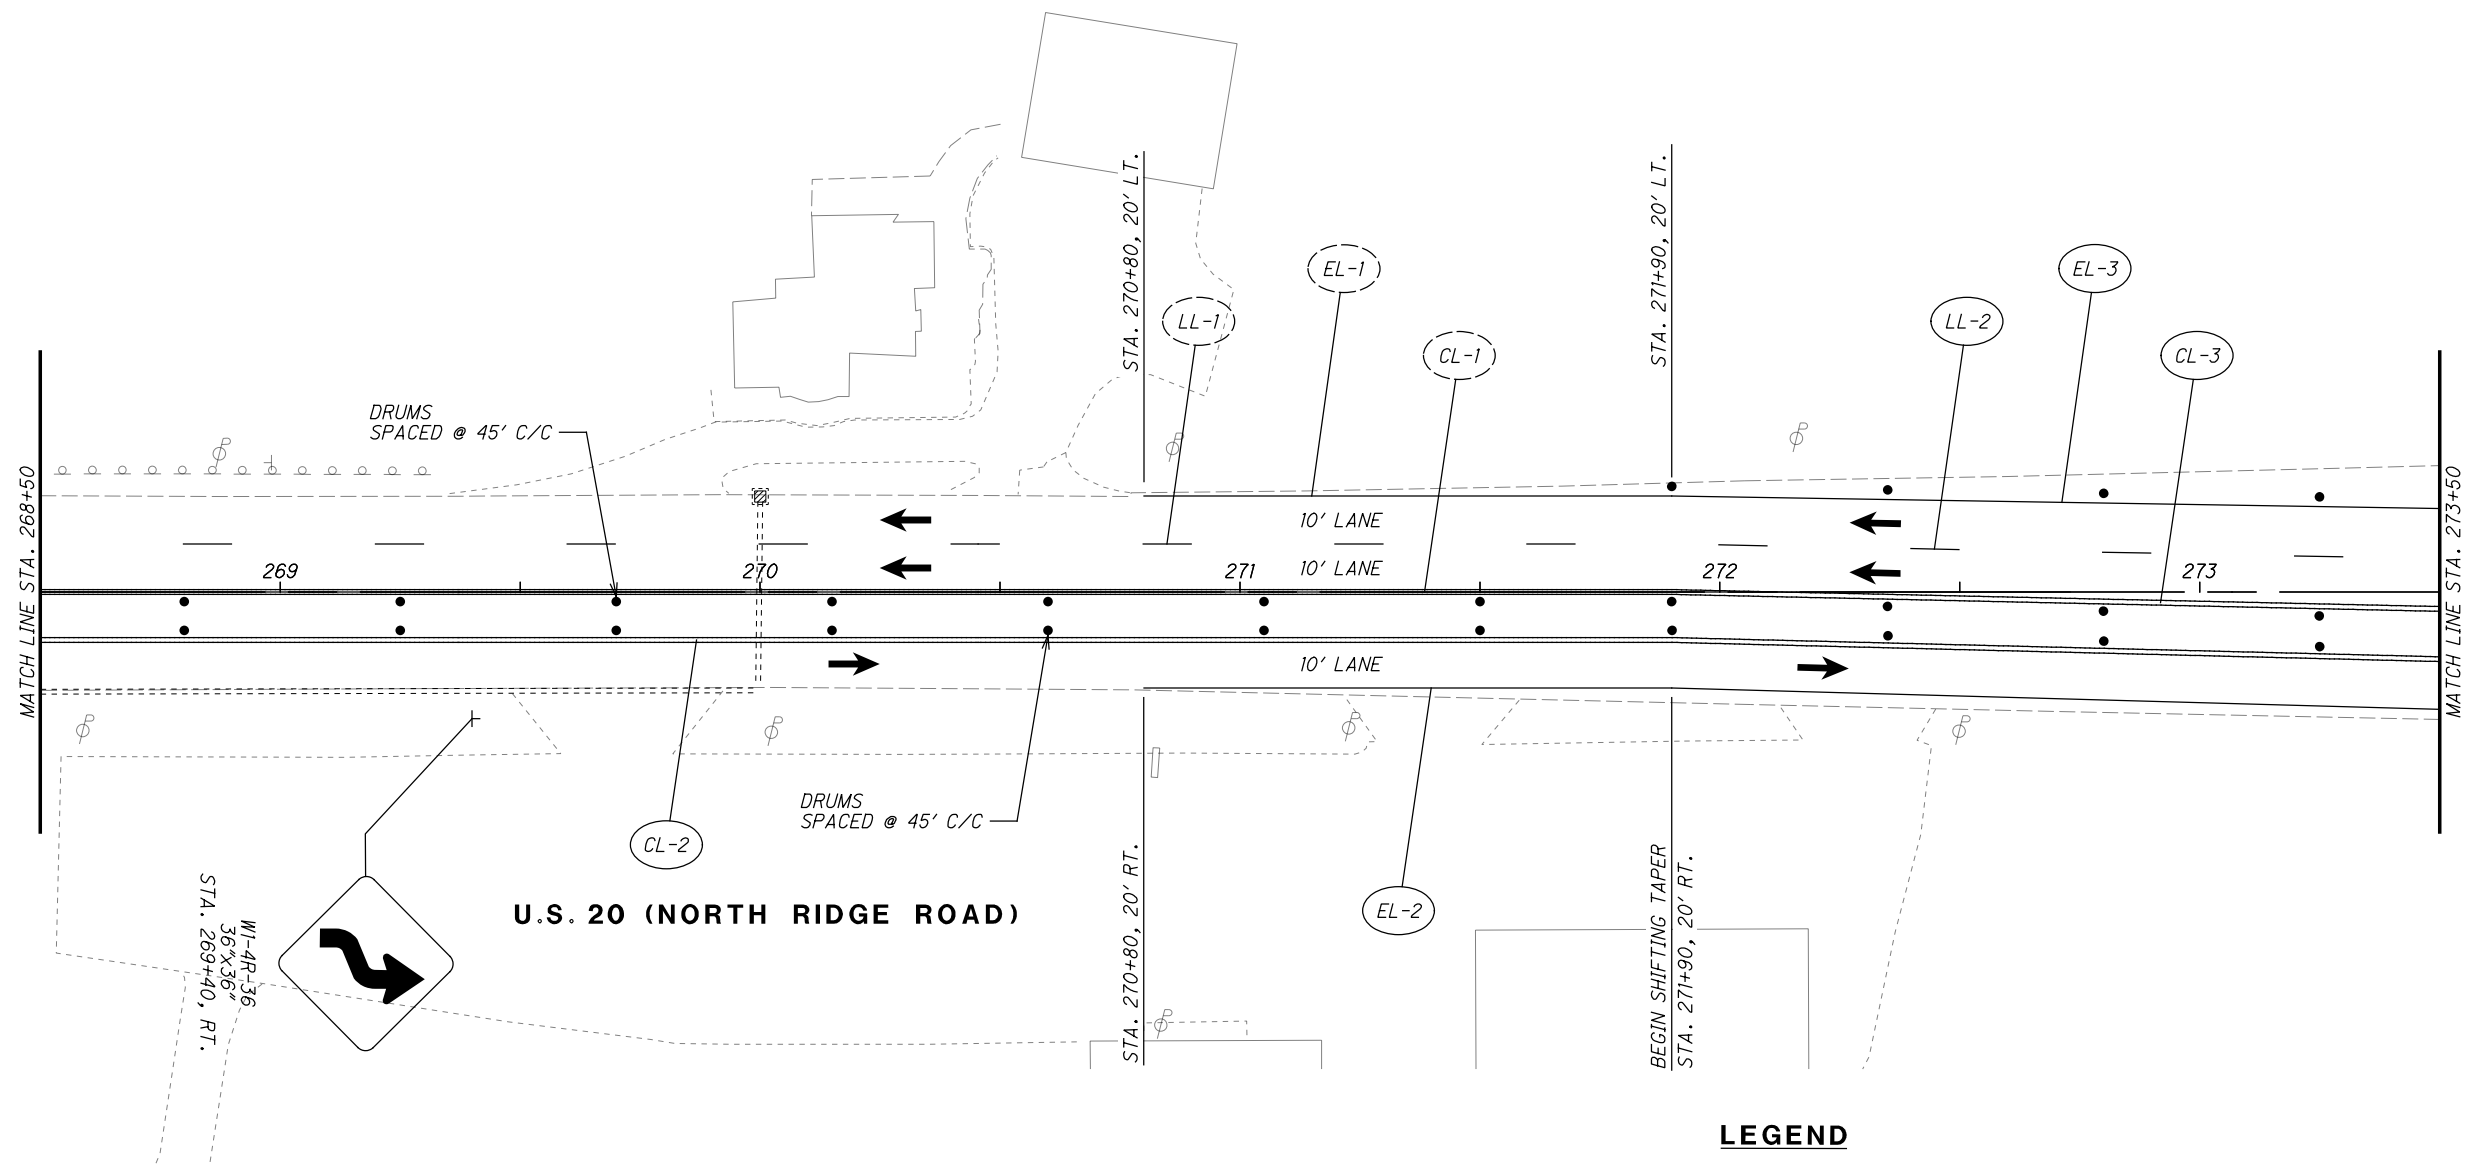 STA. 270+80, 20' LT.
STA. 271+90, 20' LT.
EL-1
EL-3
LL-1
LL-2
CL-1
CL-3
DRUMS
SPACED @ 45' C/C
MATCH LINE STA. 268+50
MATCH LINE STA. 273+50
10' LANE
10' LANE
269
270
271
272
273
10' LANE
DRUMS
SPACED @ 45' C/C
CL-2
EL-2
U.S. 20 (NORTH RIDGE ROAD)
W1-4R-36
36"x36"
STA. 269+40, RT.
STA. 270+80, 20' RT.
BEGIN SHIFTING TAPER
STA. 271+90, 20' RT.
LEGEND